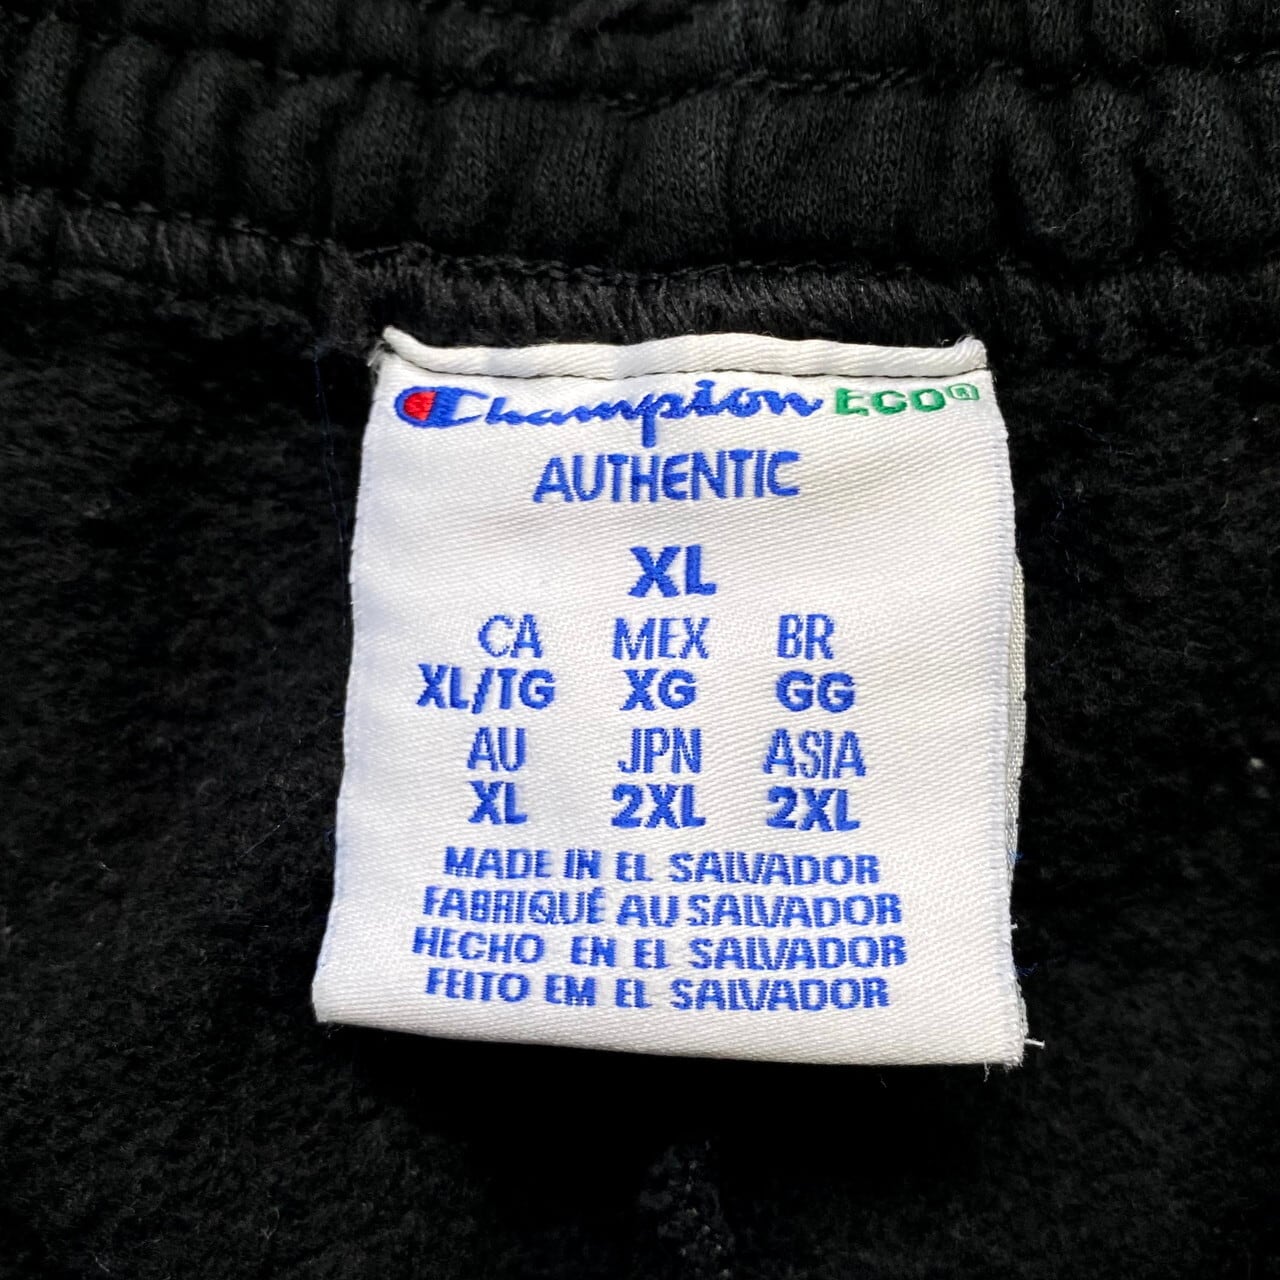 Champion ECO®
AUTHENTIC
XL
CA MEX BR
XL/TG XG GG
AU JPN ASIA
XL 2XL 2XL
MADE IN EL SALVADOR
FABRIQUÉ AU SALVADOR
HECHO EN EL SALVADOR
FEITO EM EL SALVADOR